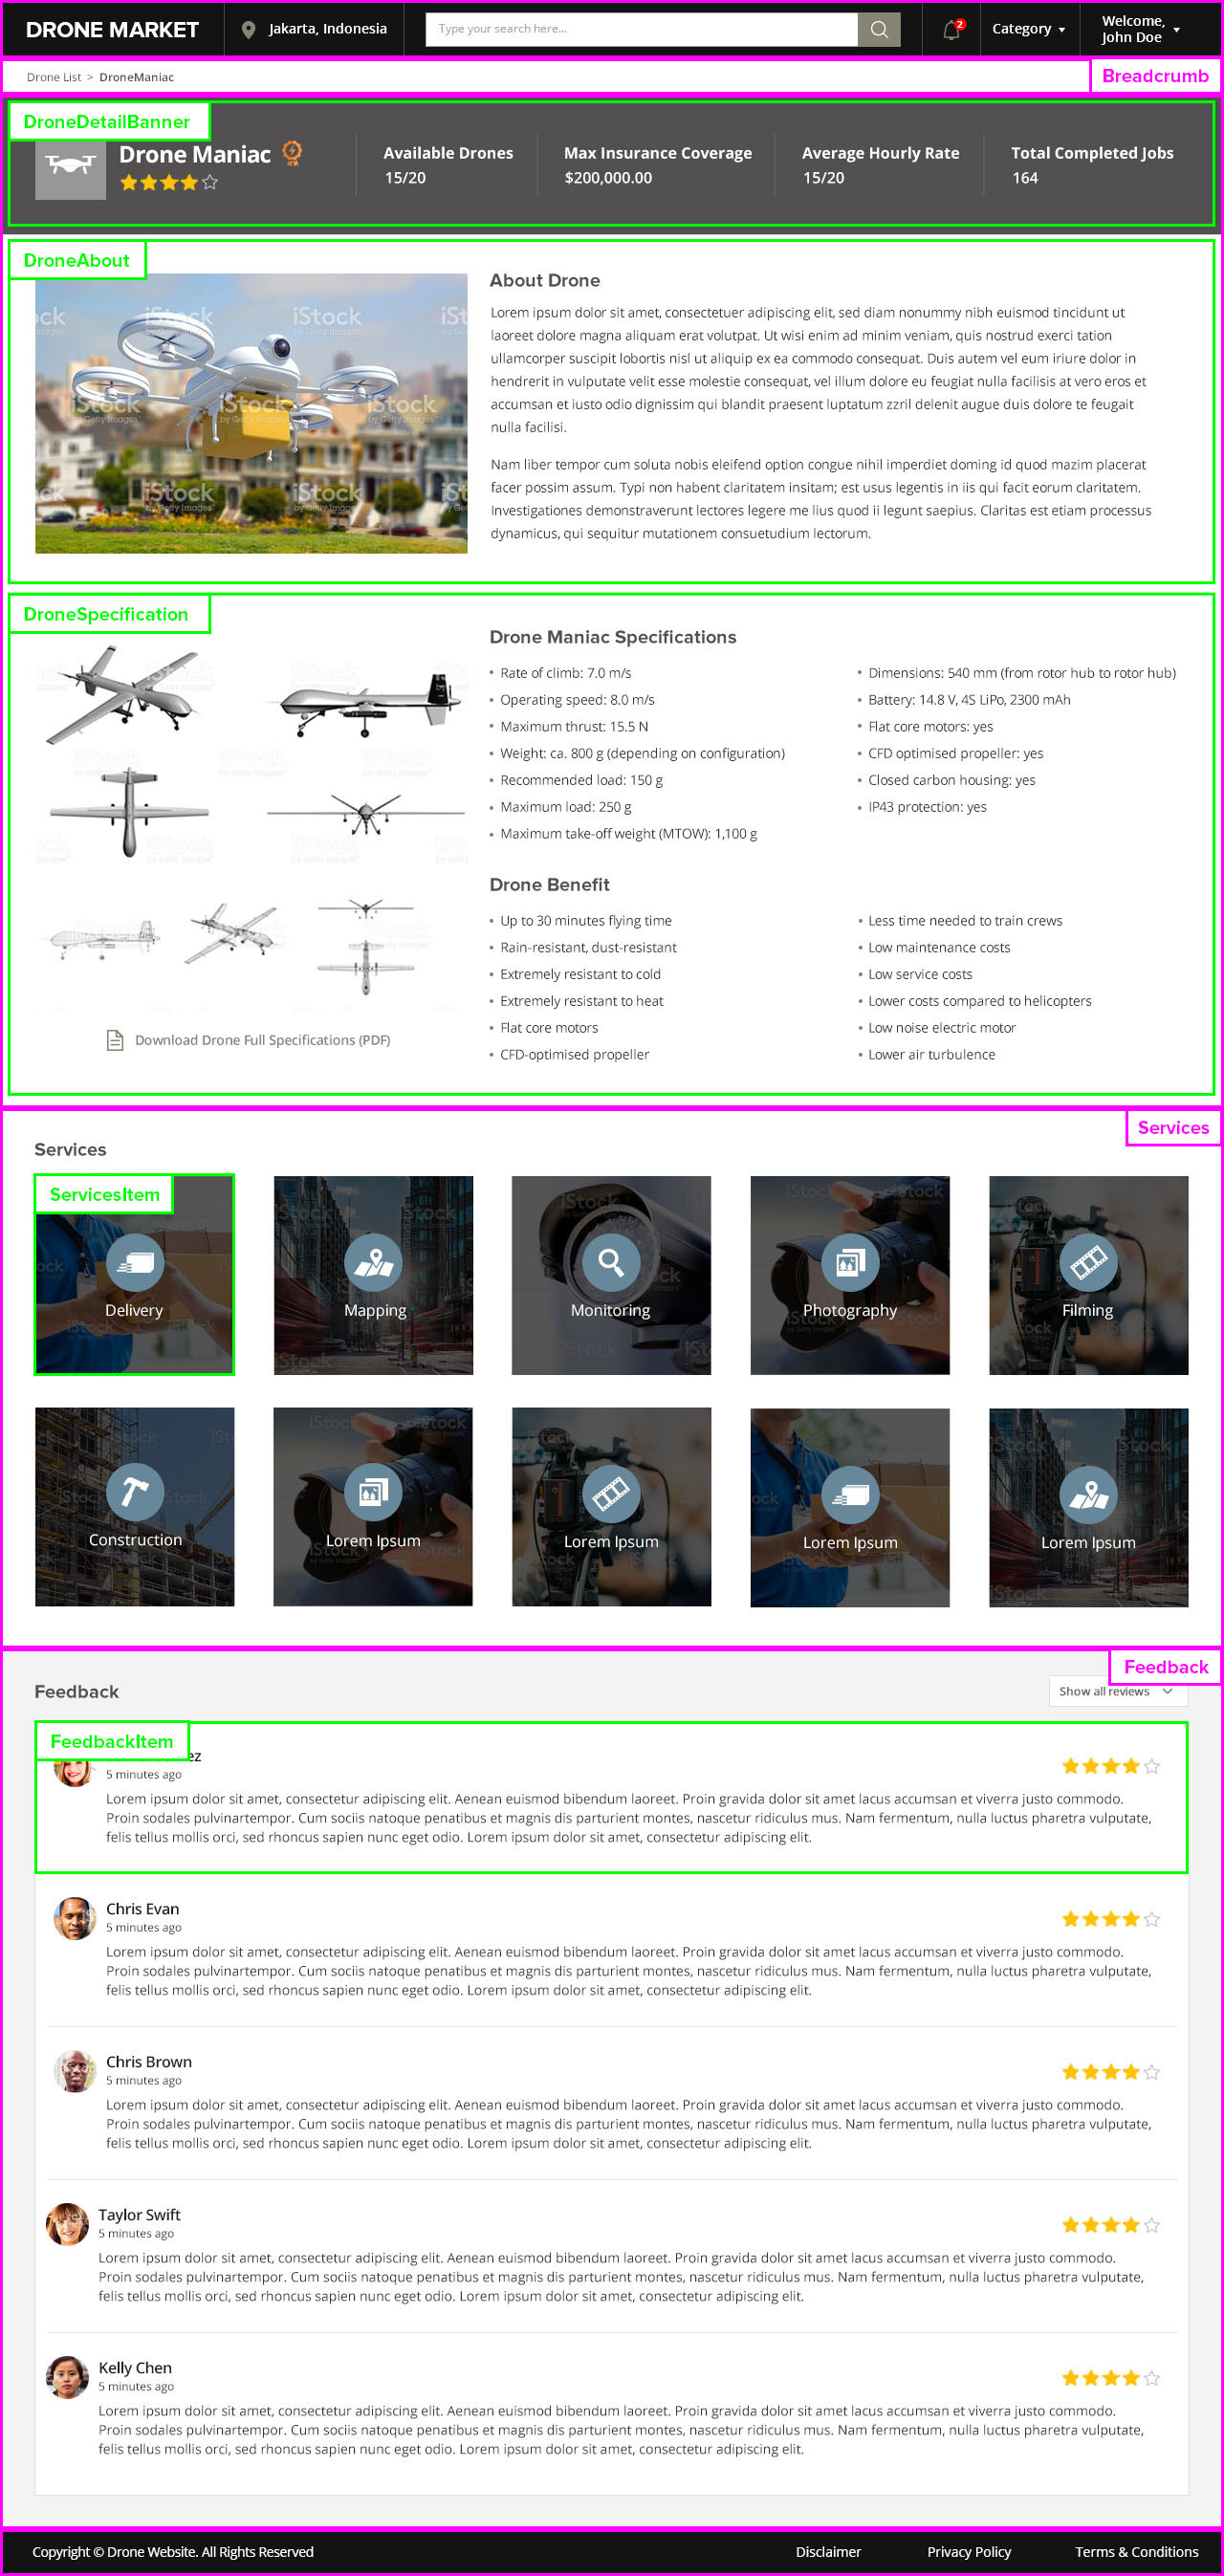 DRONE MARKET
Jakarta, Indonesia
Type your search here...
2
Category
Welcome,
John Doe
Drone List > DroneManiac
Breadcrumb
DroneDetailBanner
Drone Maniac
Available Drones
15/20
Max Insurance Coverage
$200,000.00
Average Hourly Rate
15/20
Total Completed Jobs
164
DroneAbout
iStock
by Getty Images
About Drone
Lorem ipsum dolor sit amet, consectetuer adipiscing elit, sed diam nonummy nibh euismod tincidunt ut
laoreet dolore magna aliquam erat volutpat. Ut wisi enim ad minim veniam, quis nostrud exerci tation
ullamcorper suscipit lobortis nisl ut aliquip ex ea commodo consequat. Duis autem vel eum iriure dolor in
hendrerit in vulputate velit esse molestie consequat, vel illum dolore eu feugiat nulla facilisis at vero eros et
accumsan et iusto odio dignissim qui blandit praesent luptatum zzril delenit augue duis dolore te feugait
nulla facilisi.
Nam liber tempor cum soluta nobis eleifend option congue nihil imperdiet doming id quod mazim placerat
facer possim assum. Typi non habent claritatem insitam; est usus legentis in iis qui facit eorum claritatem.
Investigationes demonstraverunt lectores legere me lius quod ii legunt saepius. Claritas est etiam processus
dynamicus, qui sequitur mutationem consuetudium lectorum.
DroneSpecification
Drone Maniac Specifications
Rate of climb: 7.0 m/s
Operating speed: 8.0 m/s
Maximum thrust: 15.5 N
Weight: ca. 800 g (depending on configuration)
Recommended load: 150 g
Maximum load: 250 g
Maximum take-off weight (MTOW): 1,100 g
Dimensions: 540 mm (from rotor hub to rotor hub)
Battery: 14.8 V, 4S LiPo, 2300 mAh
Flat core motors: yes
CFD optimised propeller: yes
Closed carbon housing: yes
IP43 protection: yes
Drone Benefit
Up to 30 minutes flying time
Rain-resistant, dust-resistant
Extremely resistant to cold
Extremely resistant to heat
Flat core motors
CFD-optimised propeller
Less time needed to train crews
Low maintenance costs
Low service costs
Lower costs compared to helicopters
Low noise electric motor
Lower air turbulence
Download Drone Full Specifications (PDF)
Services
Services
ServicesItem
Delivery
Mapping
Monitoring
Photography
Filming
Construction
Lorem Ipsum
Lorem Ipsum
Lorem Ipsum
Lorem Ipsum
Feedback
Feedback
Show all reviews
FeedbackItem
ez
5 minutes ago
Lorem ipsum dolor sit amet, consectetur adipiscing elit. Aenean euismod bibendum laoreet. Proin gravida dolor sit amet lacus accumsan et viverra justo commodo.
Proin sodales pulvinartempor. Cum sociis natoque penatibus et magnis dis parturient montes, nascetur ridiculus mus. Nam fermentum, nulla luctus pharetra vulputate,
felis tellus mollis orci, sed rhoncus sapien nunc eget odio. Lorem ipsum dolor sit amet, consectetur adipiscing elit.
Chris Evan
5 minutes ago
Lorem ipsum dolor sit amet, consectetur adipiscing elit. Aenean euismod bibendum laoreet. Proin gravida dolor sit amet lacus accumsan et viverra justo commodo.
Proin sodales pulvinartempor. Cum sociis natoque penatibus et magnis dis parturient montes, nascetur ridiculus mus. Nam fermentum, nulla luctus pharetra vulputate,
felis tellus mollis orci, sed rhoncus sapien nunc eget odio. Lorem ipsum dolor sit amet, consectetur adipiscing elit.
Chris Brown
5 minutes ago
Lorem ipsum dolor sit amet, consectetur adipiscing elit. Aenean euismod bibendum laoreet. Proin gravida dolor sit amet lacus accumsan et viverra justo commodo.
Proin sodales pulvinartempor. Cum sociis natoque penatibus et magnis dis parturient montes, nascetur ridiculus mus. Nam fermentum, nulla luctus pharetra vulputate,
felis tellus mollis orci, sed rhoncus sapien nunc eget odio. Lorem ipsum dolor sit amet, consectetur adipiscing elit.
Taylor Swift
5 minutes ago
Lorem ipsum dolor sit amet, consectetur adipiscing elit. Aenean euismod bibendum laoreet. Proin gravida dolor sit amet lacus accumsan et viverra justo commodo.
Proin sodales pulvinartempor. Cum sociis natoque penatibus et magnis dis parturient montes, nascetur ridiculus mus. Nam fermentum, nulla luctus pharetra vulputate,
felis tellus mollis orci, sed rhoncus sapien nunc eget odio. Lorem ipsum dolor sit amet, consectetur adipiscing elit.
Kelly Chen
5 minutes ago
Lorem ipsum dolor sit amet, consectetur adipiscing elit. Aenean euismod bibendum laoreet. Proin gravida dolor sit amet lacus accumsan et viverra justo commodo.
Proin sodales pulvinartempor. Cum sociis natoque penatibus et magnis dis parturient montes, nascetur ridiculus mus. Nam fermentum, nulla luctus pharetra vulputate,
felis tellus mollis orci, sed rhoncus sapien nunc eget odio. Lorem ipsum dolor sit amet, consectetur adipiscing elit.
Copyright © Drone Website. All Rights Reserved
Disclaimer
Privacy Policy
Terms & Conditions